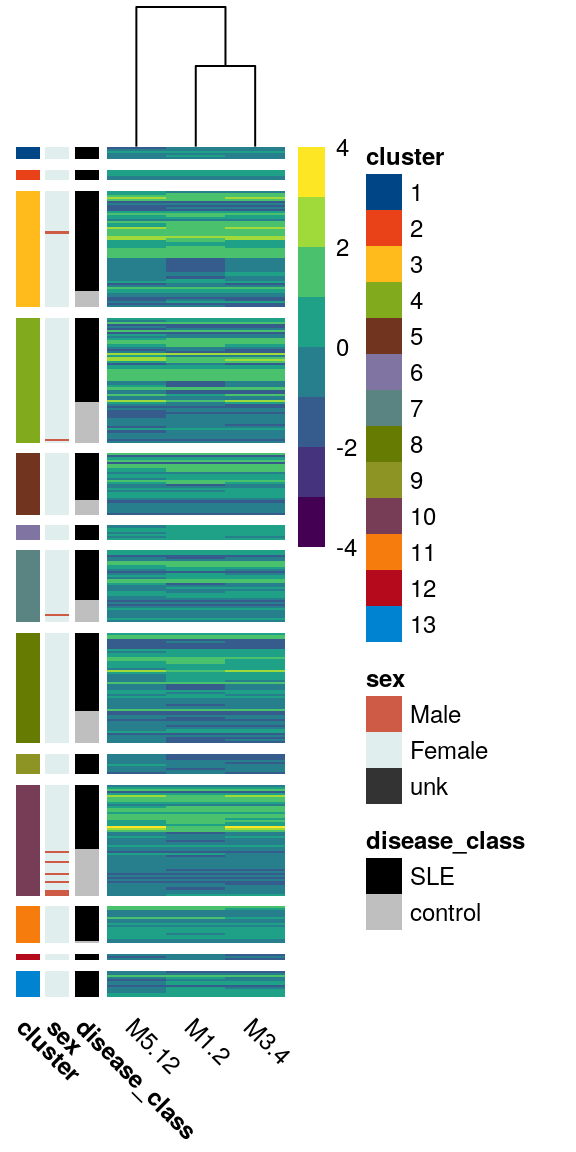 4
2
0
-2
-4
cluster
1
2
3
4
5
6
7
8
9
10
11
12
13
sex
Male
Female
unk
disease_class
SLE
control
cluster
sex
disease_class
M5.12
M1.2
M3.4